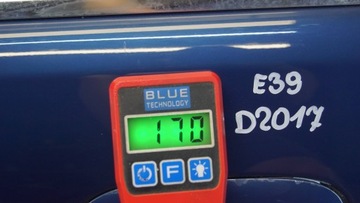 BLUE
TECHNOLOGY
170
F
E39
D2017